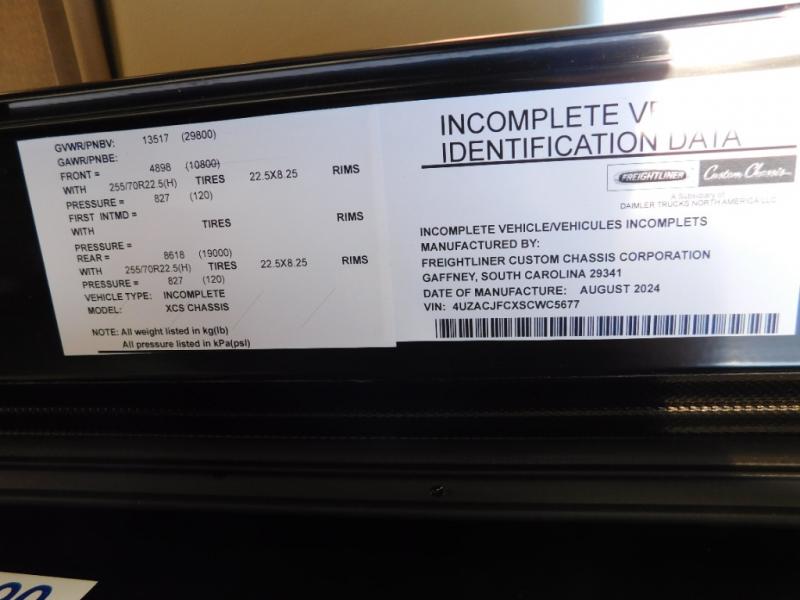 GVWR/PNBV: 13517 (29800)
GAWR/PNBE:
FRONT = 4898 (10800)
WITH 255/70R22.5(H) TIRES 22.5X8.25 RIMS
PRESSURE = 827 (120)
FIRST INTMD =
WITH TIRES RIMS
PRESSURE =
REAR = 8618 (19000)
WITH 255/70R22.5(H) TIRES 22.5X8.25 RIMS
PRESSURE = 827 (120)
VEHICLE TYPE: INCOMPLETE
MODEL: XCS CHASSIS
NOTE: All weight listed in kg(lb)
All pressure listed in kPa(psi)
INCOMPLETE
IDENTIFICATION DATA
FREIGHTLINER Custom Chassis
A Subsidiary of
DAIMLER TRUCKS NORTH AMERICA LLC
INCOMPLETE VEHICLE/VEHICULES INCOMPLETS
MANUFACTURED BY:
FREIGHTLINER CUSTOM CHASSIS CORPORATION
GAFFNEY, SOUTH CAROLINA 29341
DATE OF MANUFACTURE: AUGUST 2024
VIN: 4UZACJFCXSCWC5677